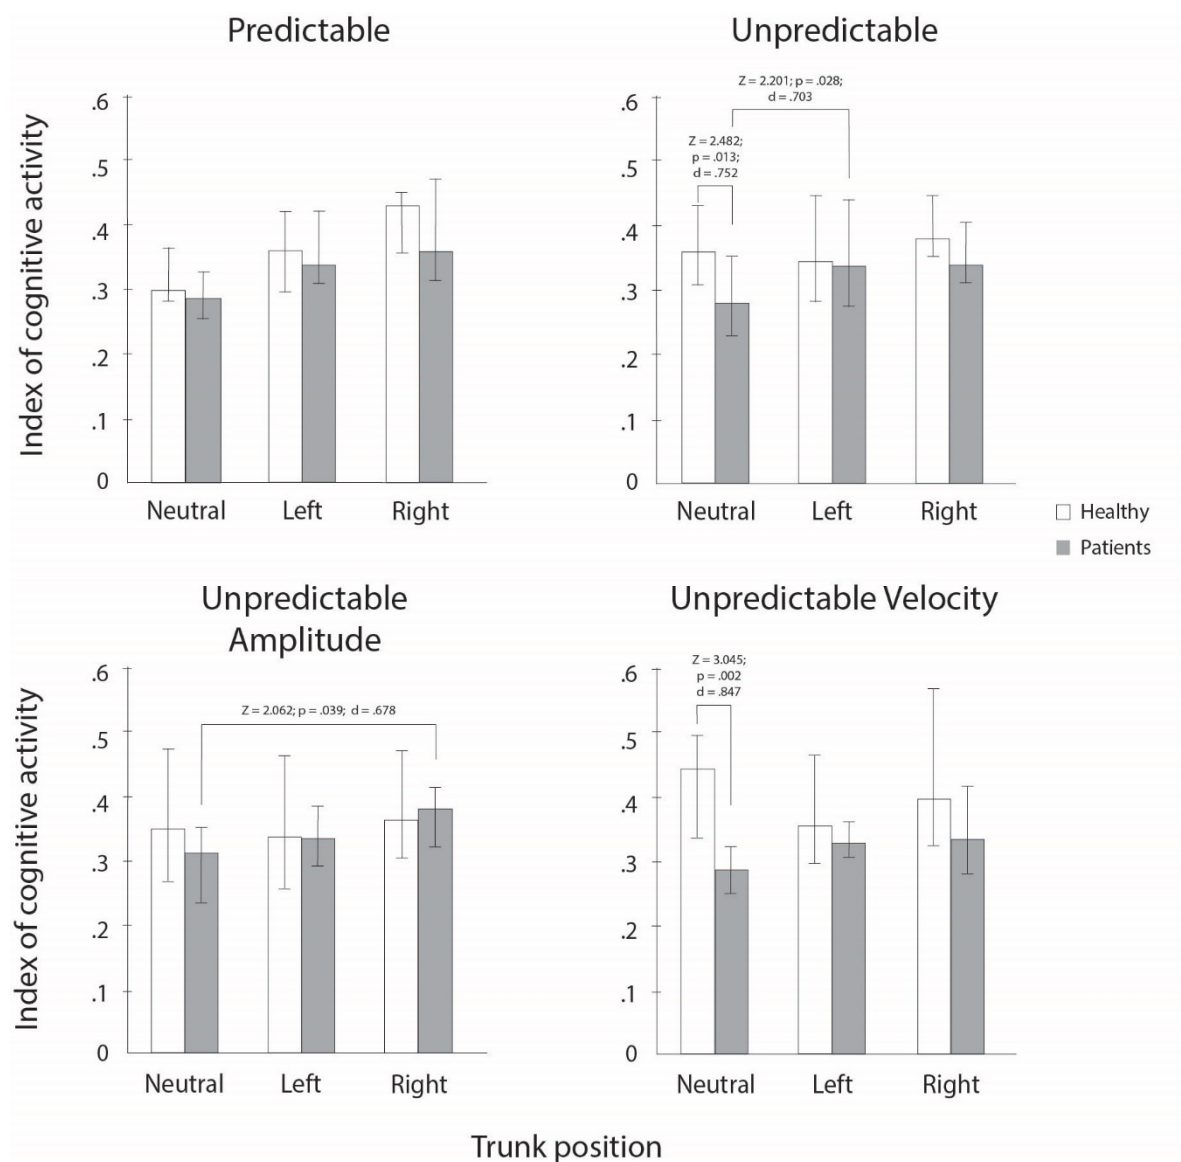 Predictable
Index of cognitive activity
.6
.5
.4
.3
.2
.1
0
Neutral Left Right
Unpredictable
Z = 2.201; p = .028;
d = .703
Z = 2.482;
p = .013;
d = .752
.6
.5
.4
.3
.2
.1
0
Neutral Left Right
Healthy
Patients
Unpredictable
Amplitude
Index of cognitive activity
Z = 2.062; p = .039; d = .678
.6
.5
.4
.3
.2
.1
0
Neutral Left Right
Unpredictable Velocity
Z = 3.045;
p = .002
d = .847
.6
.5
.4
.3
.2
.1
0
Neutral Left Right
Trunk position